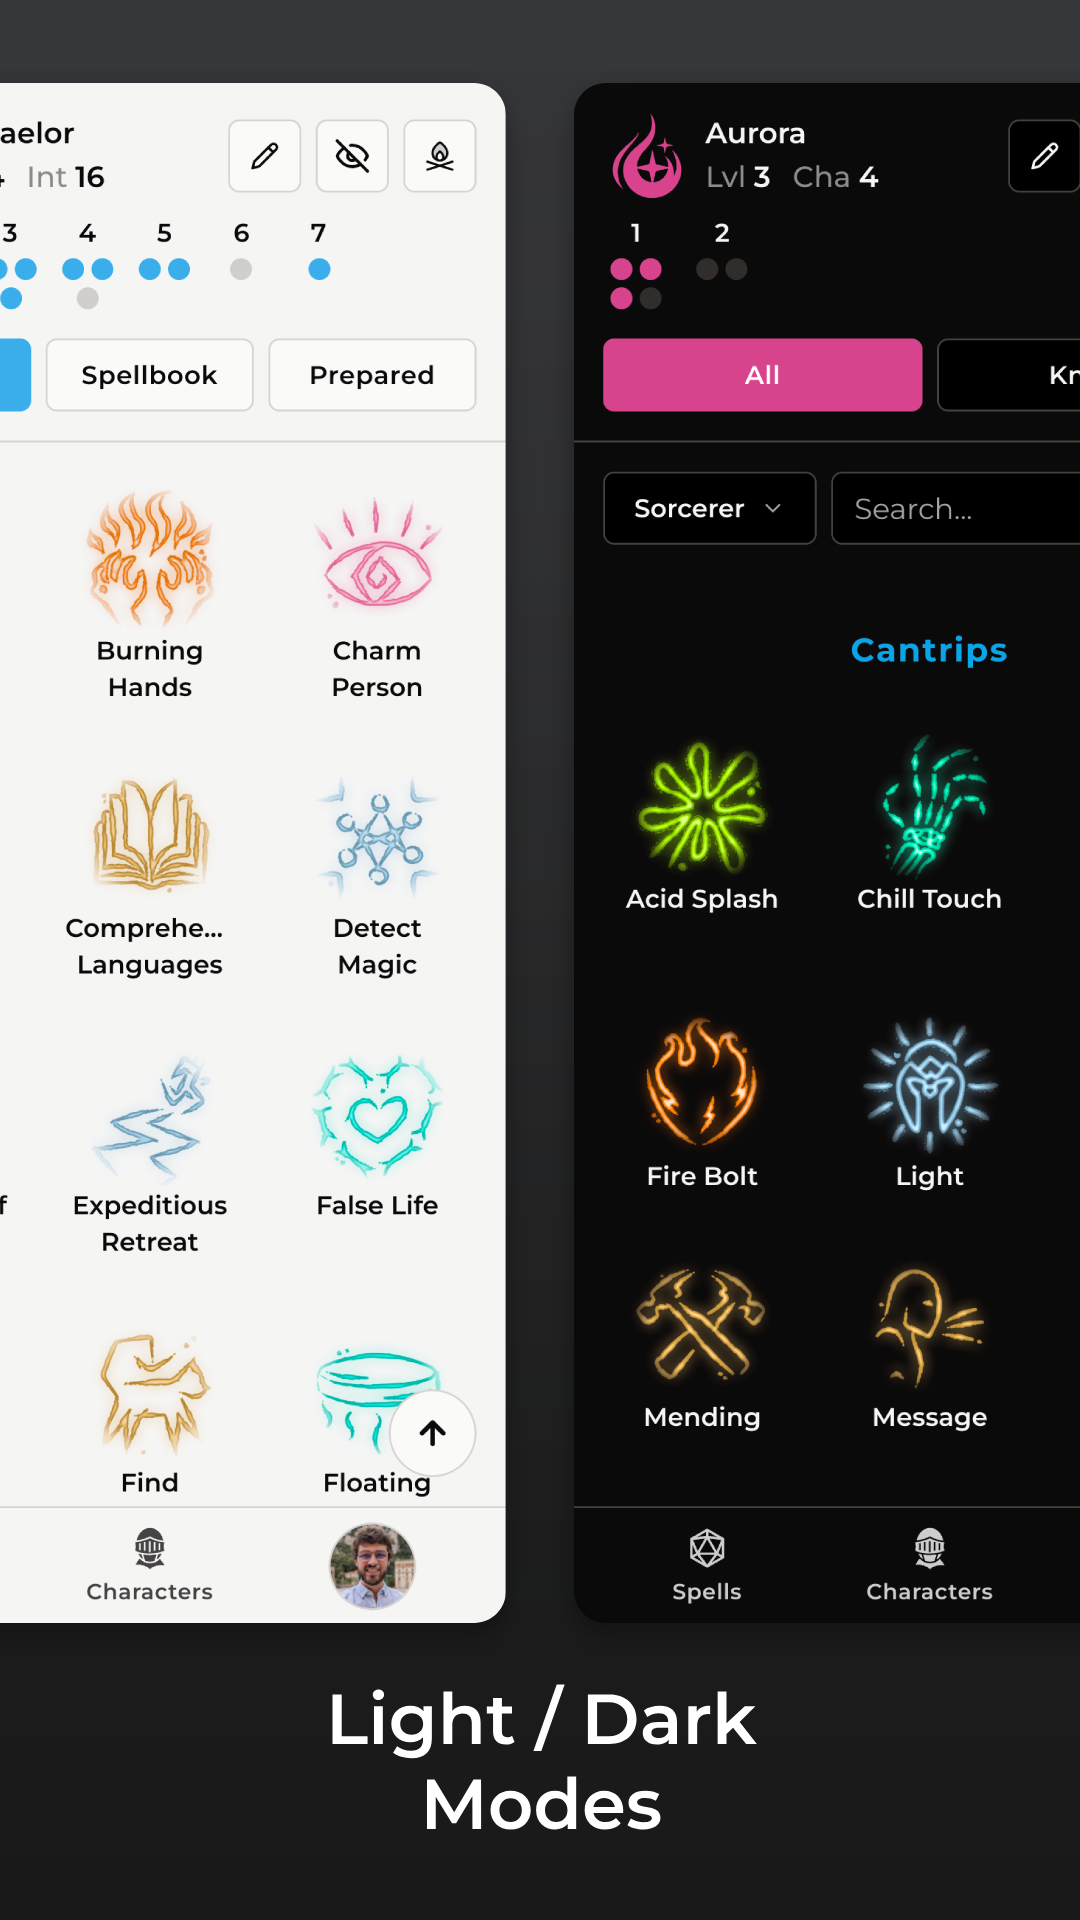 aelor
Int 16
3 4 5 6 7
Spellbook Prepared
Burning
Hands
Charm
Person
Comprehe...
Languages
Detect
Magic
f
Expeditious
Retreat
False Life
Find
Floating
Characters
Aurora
Lvl 3 Cha 4
1 2
All Kn
Sorcerer Search...
Cantrips
Acid Splash Chill Touch
Fire Bolt Light
Mending Message
Spells Characters
Light / Dark
Modes